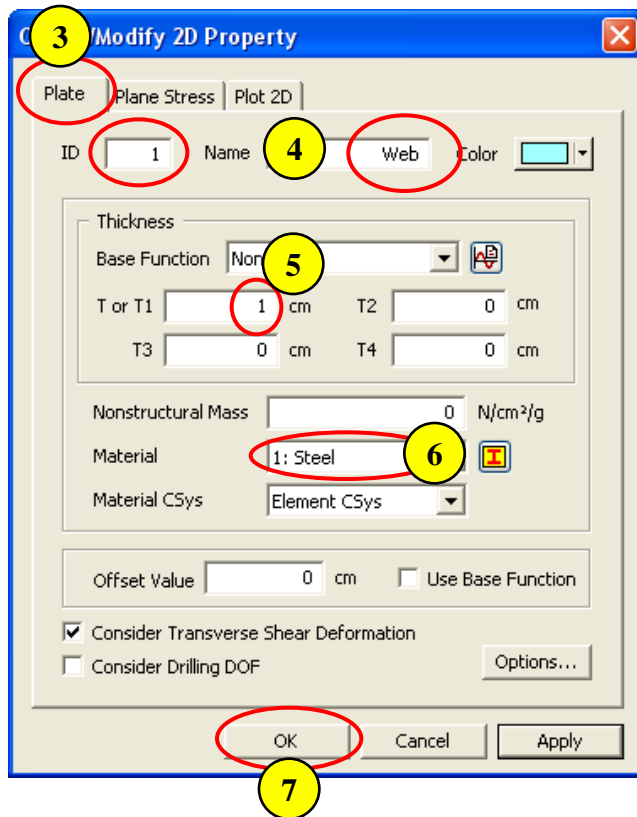 3 /Modify 2D Property
Plate Plane Stress Plot 2D
ID 1 Name 4 Web Color
Thickness
Base Function 5
T or T1 1 cm T2 0 cm
T3 0 cm T4 0 cm
Nonstructural Mass 0 N/cm²/g
Material 1: Steel 6
Material CSys Element CSys
Offset Value 0 cm Use Base Function
Consider Transverse Shear Deformation
Consider Drilling DOF Options...
OK Cancel Apply
7